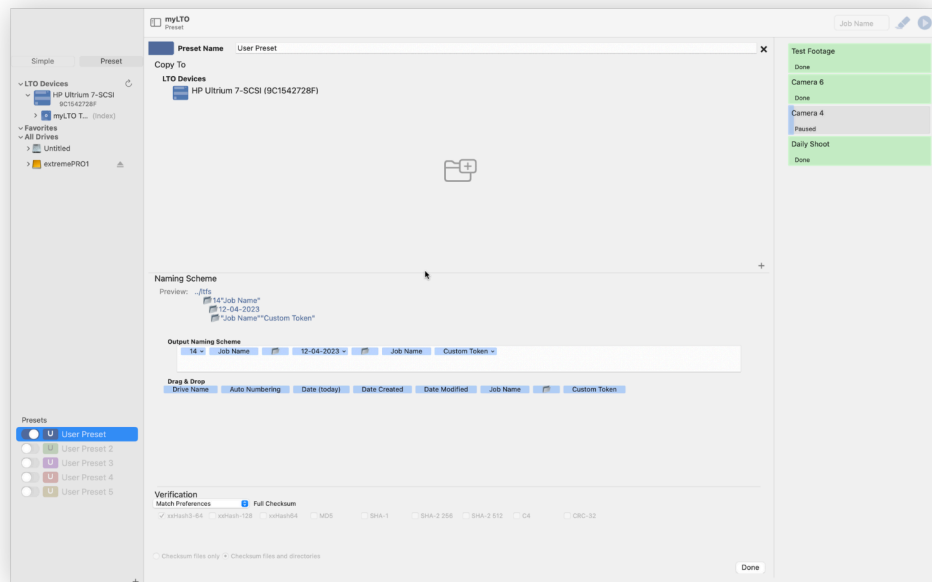 myLTO
Preset
Job Name
Simple
Preset
LTO Devices
HP Ultrium 7-SCSI
9C1542728F
myLTO T... (index)
Favorites
All Drives
Untitled
extremePRO1
Presets
U User Preset
U User Preset 2
U User Preset 3
U User Preset 4
U User Preset 5
Preset Name User Preset
Copy To
LTO Devices
HP Ultrium 7-SCSI (9C1542728F)
Naming Scheme
Preview: ../ltfs
14"Job Name"
12-04-2023
"Job Name""Custom Token"
Output Naming Scheme
14 Job Name 12-04-2023 Job Name Custom Token
Drag & Drop
Drive Name Auto Numbering Date (today) Date Created Date Modified Job Name Custom Token
Verification
Match Preferences Full Checksum
xxHash3-64 xxHash-128 xxHash64 MD5 SHA-1 SHA-2 256 SHA-2 512 C4 CRC-32
Checksum files only Checksum files and directories
Done
Test Footage
Done
Camera 6
Done
Camera 4
Paused
Daily Shoot
Done